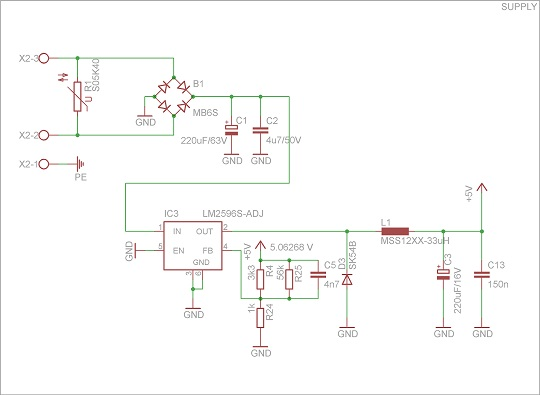 SUPPLY
X2-3
R1
S05K40
U
B1
MB6S
GND
C1
220uF/63V
GND
C2
4u7/50V
GND
X2-2
X2-1
PE
IC3
LM2596S-ADJ
1
IN
OUT
2
5
EN
FB
4
GND
3
6
GND
GND
+5V
5.06268 V
3k3
R4
56k
R25
C5
4n7
1k
R24
GND
D3
SK54B
GND
L1
MSS12XX-33uH
+5V
C3
220uF/16V
GND
C13
150n
GND